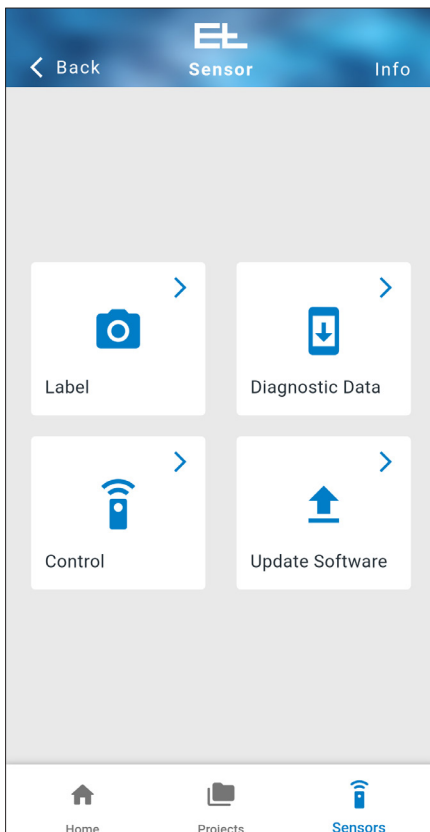 Back Sensor Info
Label
Diagnostic Data
Control
Update Software
Home Projects Sensors